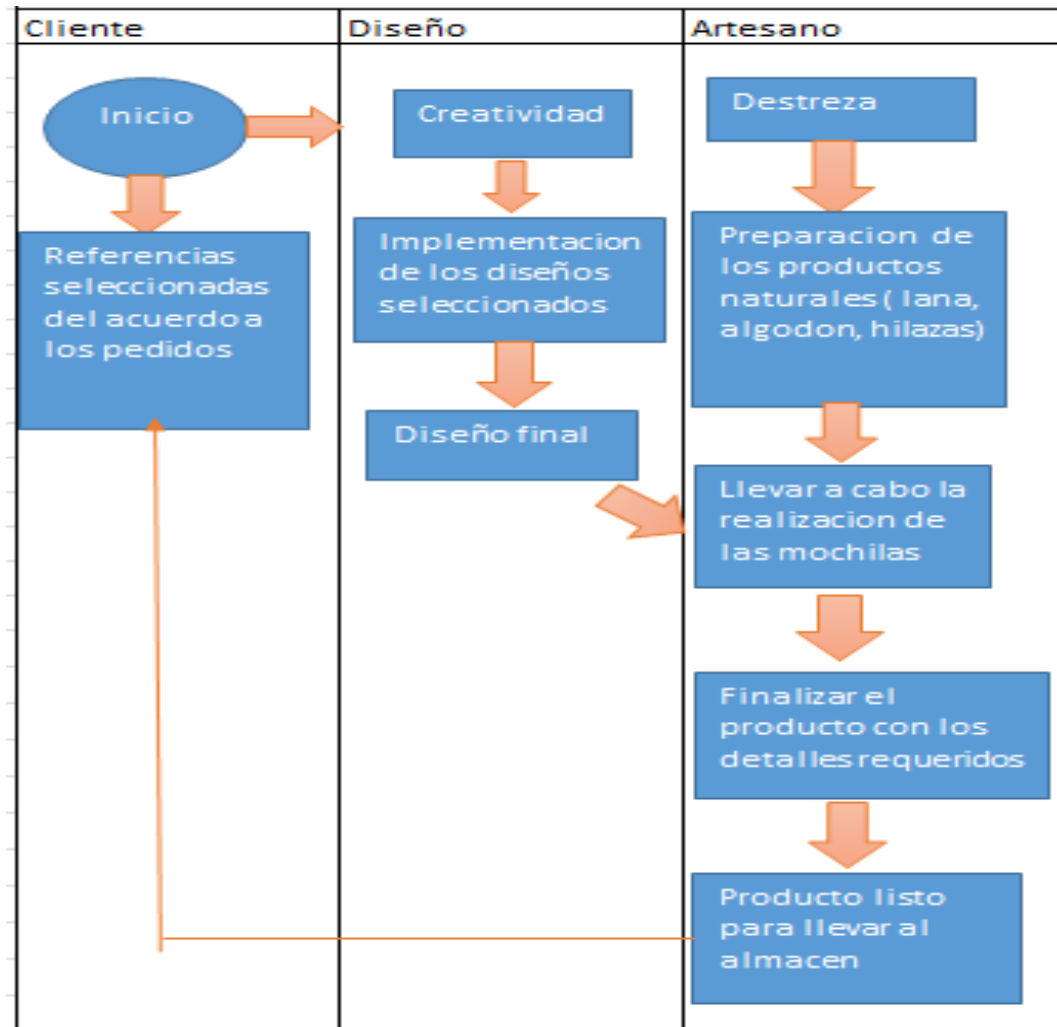 Cliente
Diseño
Artesano
Inicio
Referencias
seleccionadas
del acuerdo a
los pedidos
Creatividad
Implementacion
de los diseños
seleccionados
Diseño final
Destreza
Preparacion de
los productos
naturales ( lana,
algodon, hilazas)
Llevar a cabo la
realizacion de
las mochilas
Finalizar el
producto con los
detalles requeridos
Producto listo
para llevar al
almacen